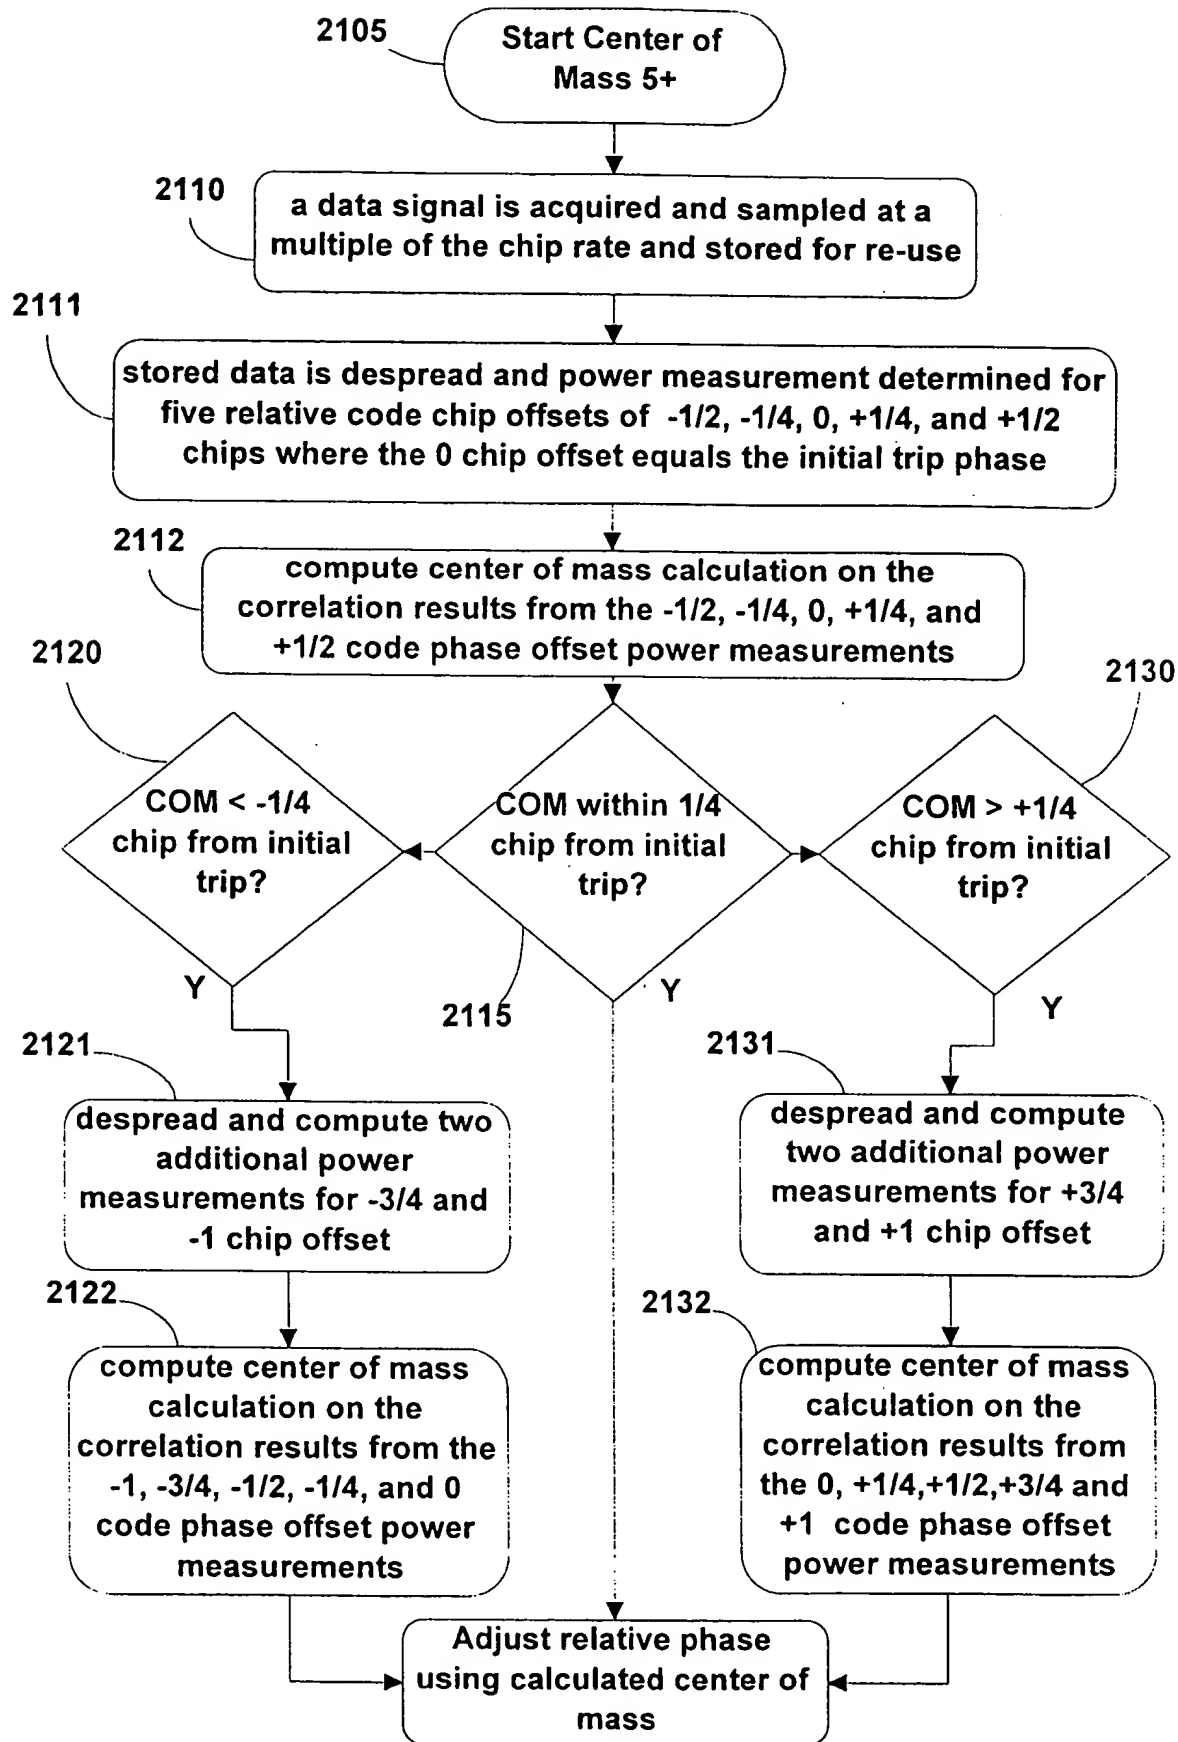 2105
Start Center of
Mass 5+
2110
a data signal is acquired and sampled at a
multiple of the chip rate and stored for re-use
2111
stored data is despread and power measurement determined for
five relative code chip offsets of -1/2, -1/4, 0, +1/4, and +1/2
chips where the 0 chip offset equals the initial trip phase
2112
compute center of mass calculation on the
correlation results from the -1/2, -1/4, 0, +1/4, and
+1/2 code phase offset power measurements
2120
COM < -1/4
chip from initial
trip?
Y
2115
COM within 1/4
chip from initial
trip?
Y
2130
COM > +1/4
chip from initial
trip?
Y
2121
despread and compute two
additional power
measurements for -3/4 and
-1 chip offset
2131
despread and compute
two additional power
measurements for +3/4
and +1 chip offset
2122
compute center of mass
calculation on the
correlation results from the
-1, -3/4, -1/2, -1/4, and 0
code phase offset power
measurements
2132
compute center of mass
calculation on the
correlation results from
the 0, +1/4,+1/2,+3/4 and
+1 code phase offset
power measurements
Adjust relative phase
using calculated center of
mass